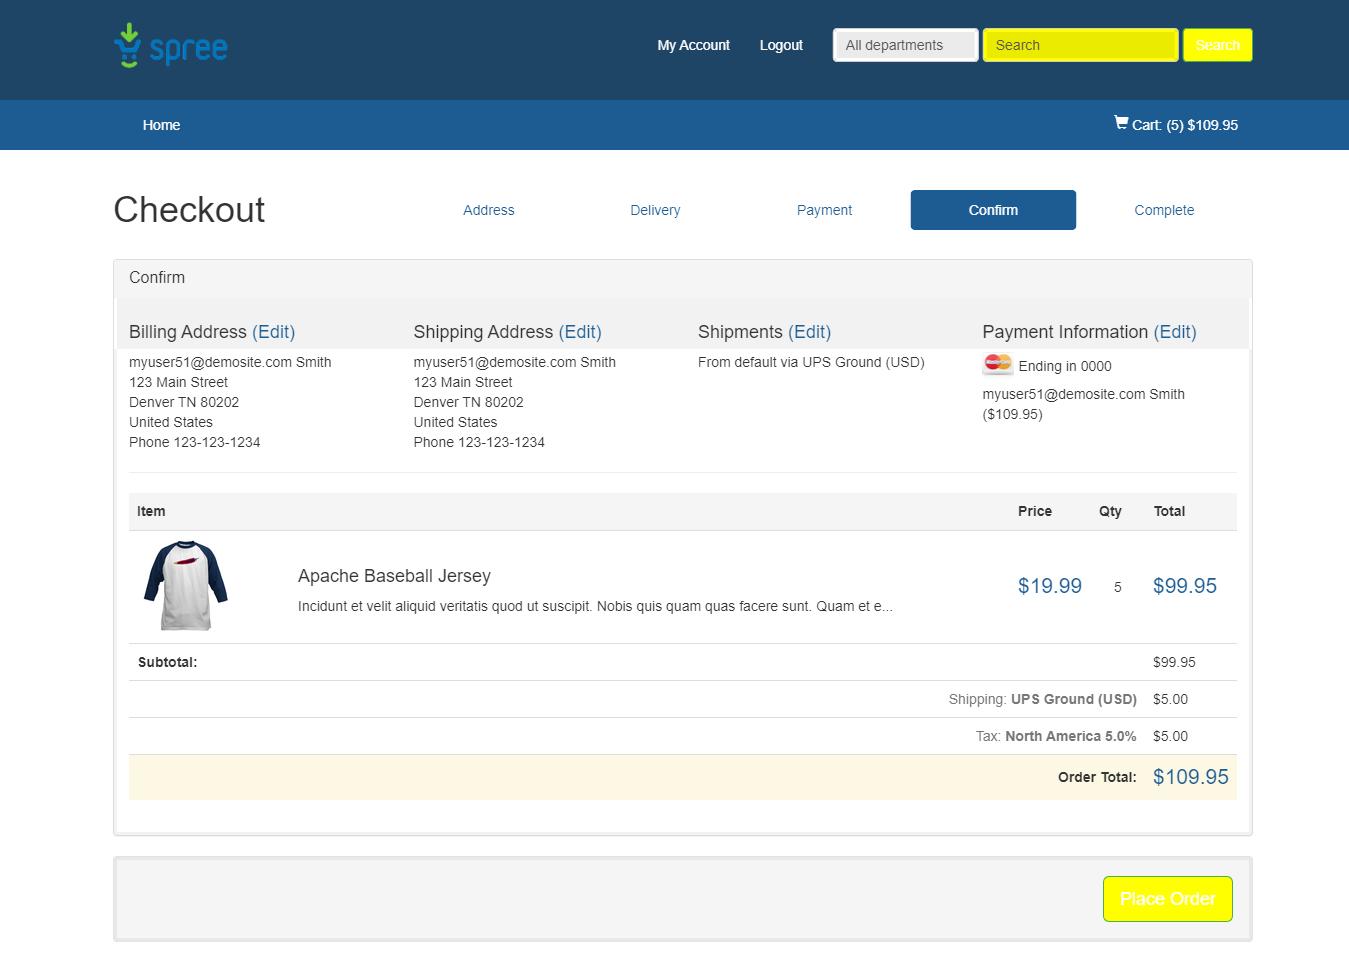 spree
My Account Logout All departments Search Search
Home Cart: (5) $109.95
Checkout Address Delivery Payment Confirm Complete
Confirm
Billing Address (Edit) Shipping Address (Edit) Shipments (Edit) Payment Information (Edit)
myuser51@demosite.com Smith myuser51@demosite.com Smith From default via UPS Ground (USD) Ending in 0000
123 Main Street 123 Main Street
Denver TN 80202 Denver TN 80202 myuser51@demosite.com Smith
United States United States ($109.95)
Phone 123-123-1234 Phone 123-123-1234
Item Price Qty Total
Apache Baseball Jersey
$19.99 5 $99.95
Incidunt et velit aliquid veritatis quod ut suscipit. Nobis quis quam quas facere sunt. Quam et e...
Subtotal: $99.95
Shipping: UPS Ground (USD) $5.00
Tax: North America 5.0% $5.00
Order Total: $109.95
Place Order